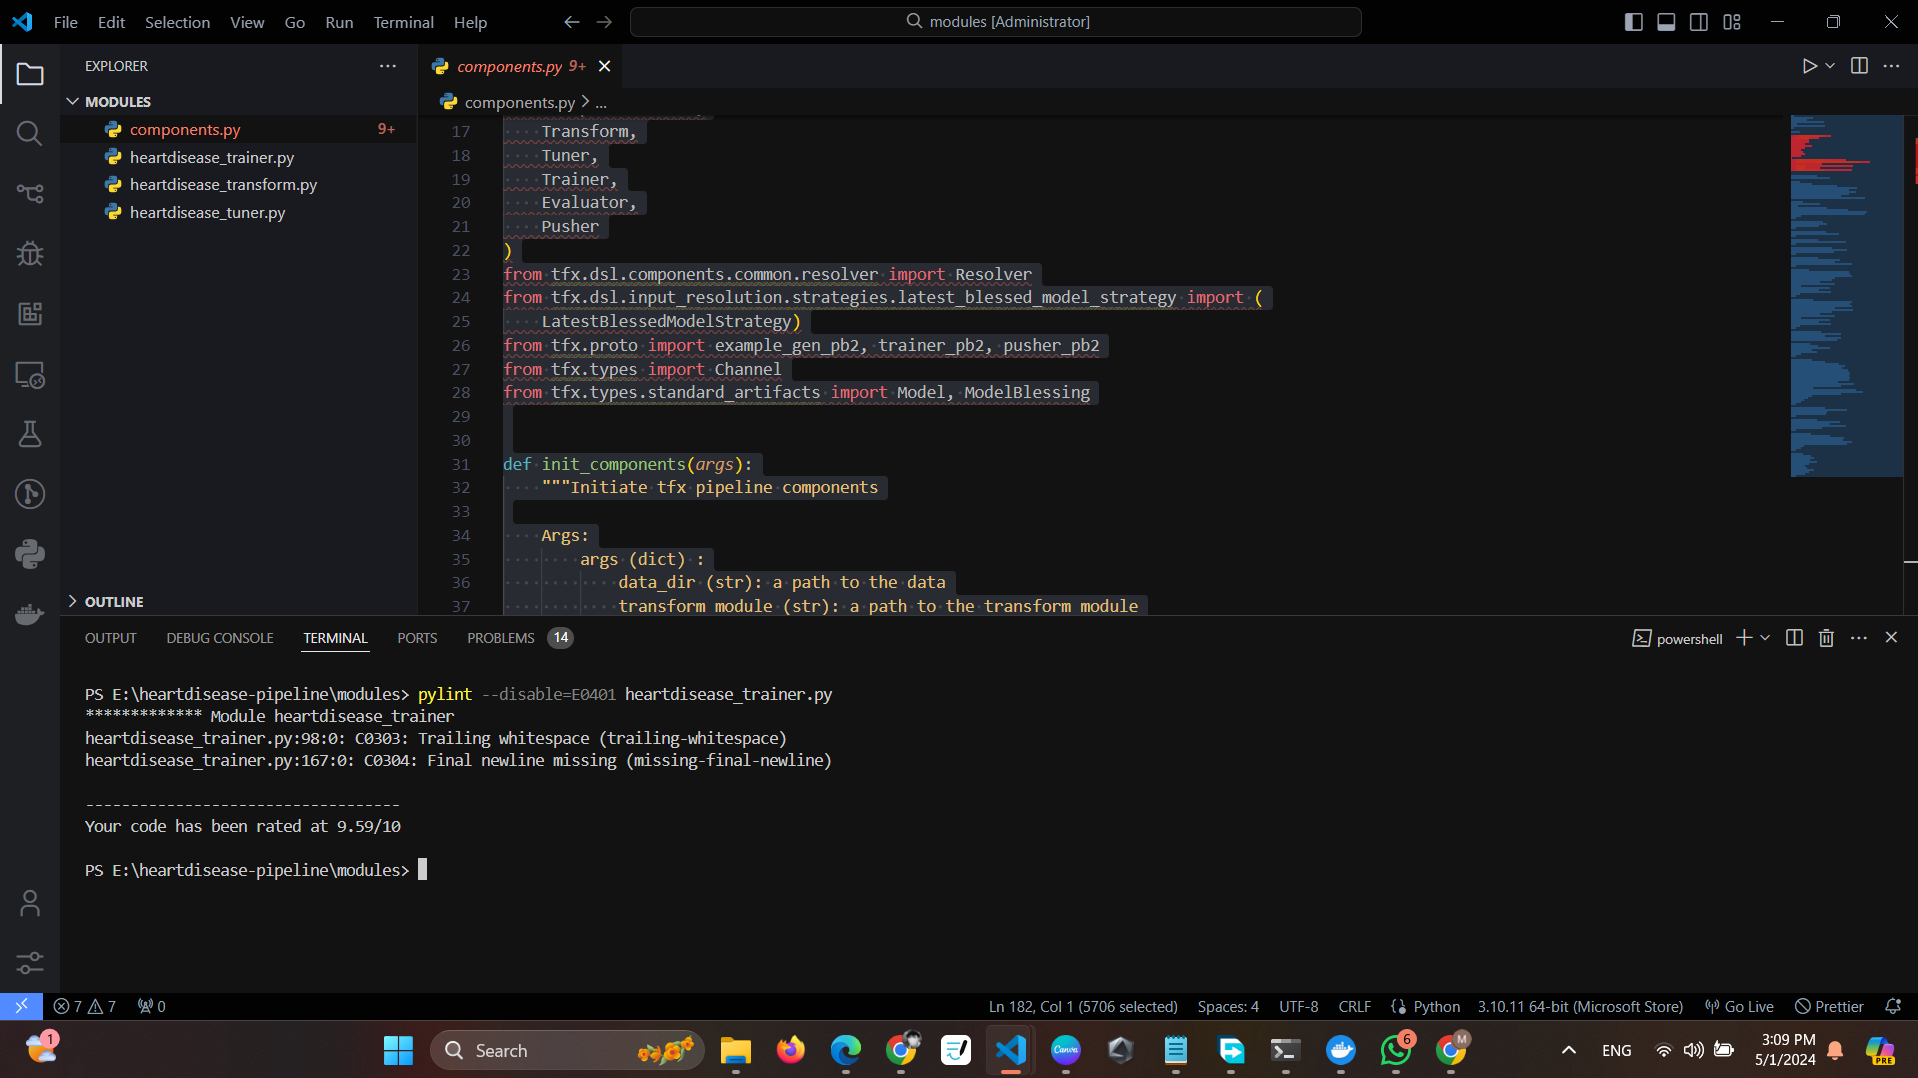 File Edit Selection View Go Run Terminal Help
modules [Administrator]
EXPLORER
MODULES
components.py 9+
heartdisease_trainer.py
heartdisease_transform.py
heartdisease_tuner.py
OUTLINE
components.py 9+
components.py > ...
17 Transform,
18 Tuner,
19 Trainer,
20 Evaluator,
21 Pusher
22 )
23 from tfx.dsl.components.common.resolver import Resolver
24 from tfx.dsl.input_resolution.strategies.latest_blessed_model_strategy import (
25 LatestBlessedModelStrategy)
26 from tfx.proto import example_gen_pb2, trainer_pb2, pusher_pb2
27 from tfx.types import Channel
28 from tfx.types.standard_artifacts import Model, ModelBlessing
29
30
31 def init_components(args):
32 """Initiate tfx pipeline components
33
34 Args:
35 args (dict) :
36 data_dir (str): a path to the data
37 transform_module (str): a path to the transform_module
OUTPUT DEBUG CONSOLE TERMINAL PORTS PROBLEMS 14
powershell
PS E:\heartdisease-pipeline\modules> pylint --disable=E0401 heartdisease_trainer.py
************* Module heartdisease_trainer
heartdisease_trainer.py:98:0: C0303: Trailing whitespace (trailing-whitespace)
heartdisease_trainer.py:167:0: C0304: Final newline missing (missing-final-newline)
-----------------------------------
Your code has been rated at 9.59/10
PS E:\heartdisease-pipeline\modules>
7 7 0
Ln 182, Col 1 (5706 selected) Spaces: 4 UTF-8 CRLF Python 3.10.11 64-bit (Microsoft Store) Go Live Prettier
1
Search
Canva
6
M
ENG
3:09 PM
5/1/2024
PRE